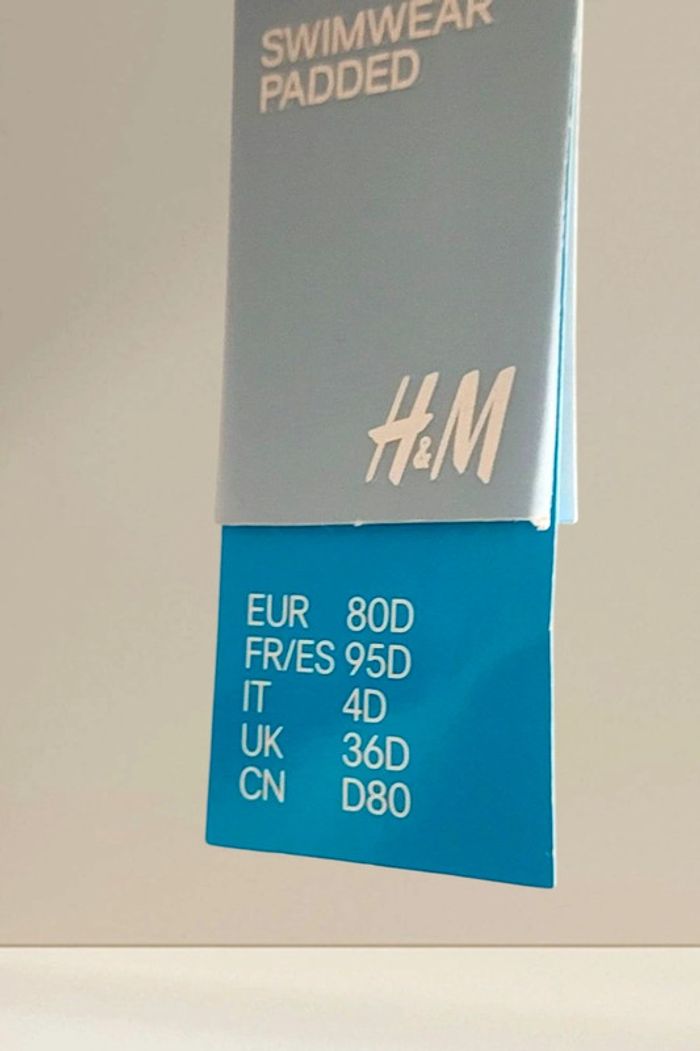 SWIMWEAR
PADDED
H&M
EUR 80D
FR/ES 95D
IT 4D
UK 36D
CN D80